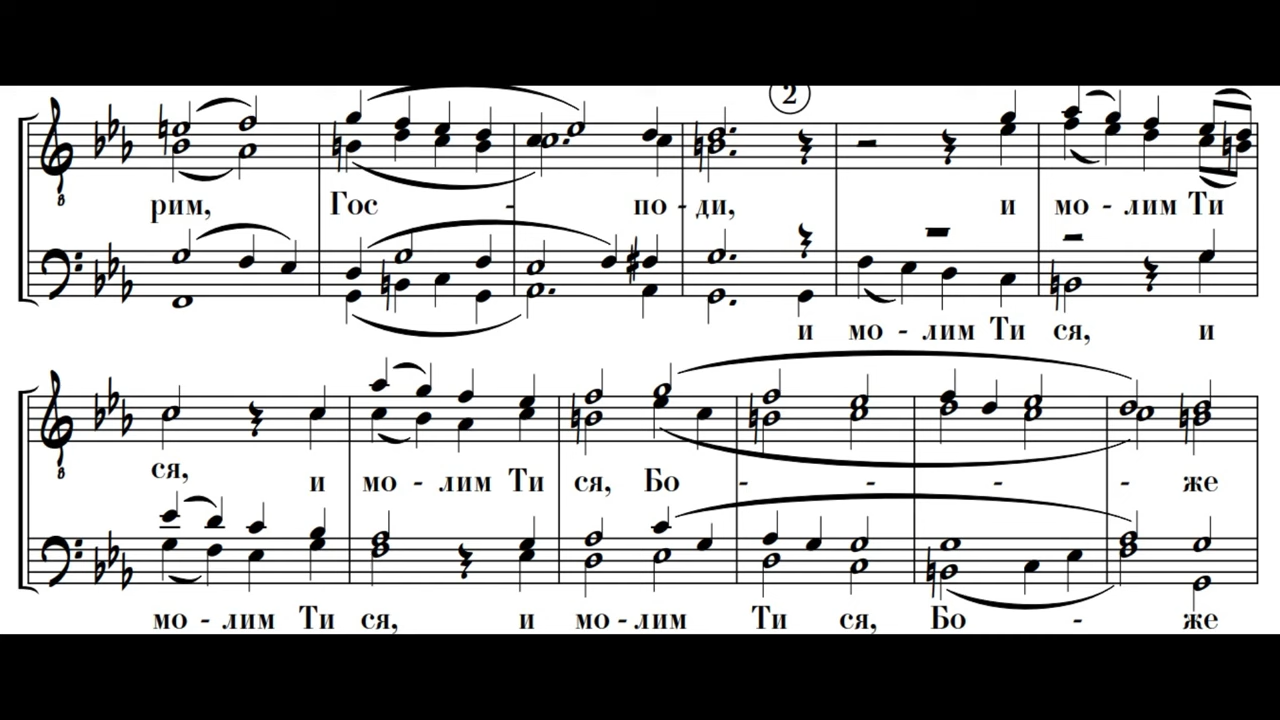 2
рим, Гос - по - ди, и мо - лим Ти
и мо - лим Ти ся, и
ся, и мо - лим Ти ся, Бо - - - - же
мо - лим Ти ся, и мо - лим Ти ся, Бо - же